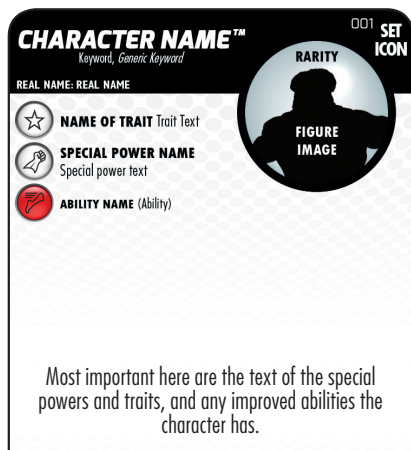 CHARACTER NAME™
Keyword, Generic Keyword
REAL NAME: REAL NAME
001 SET
ICON
RARITY
FIGURE
IMAGE
NAME OF TRAIT Trait Text
SPECIAL POWER NAME
Special power text
ABILITY NAME (Ability)
Most important here are the text of the special
powers and traits, and any improved abilities the
character has.